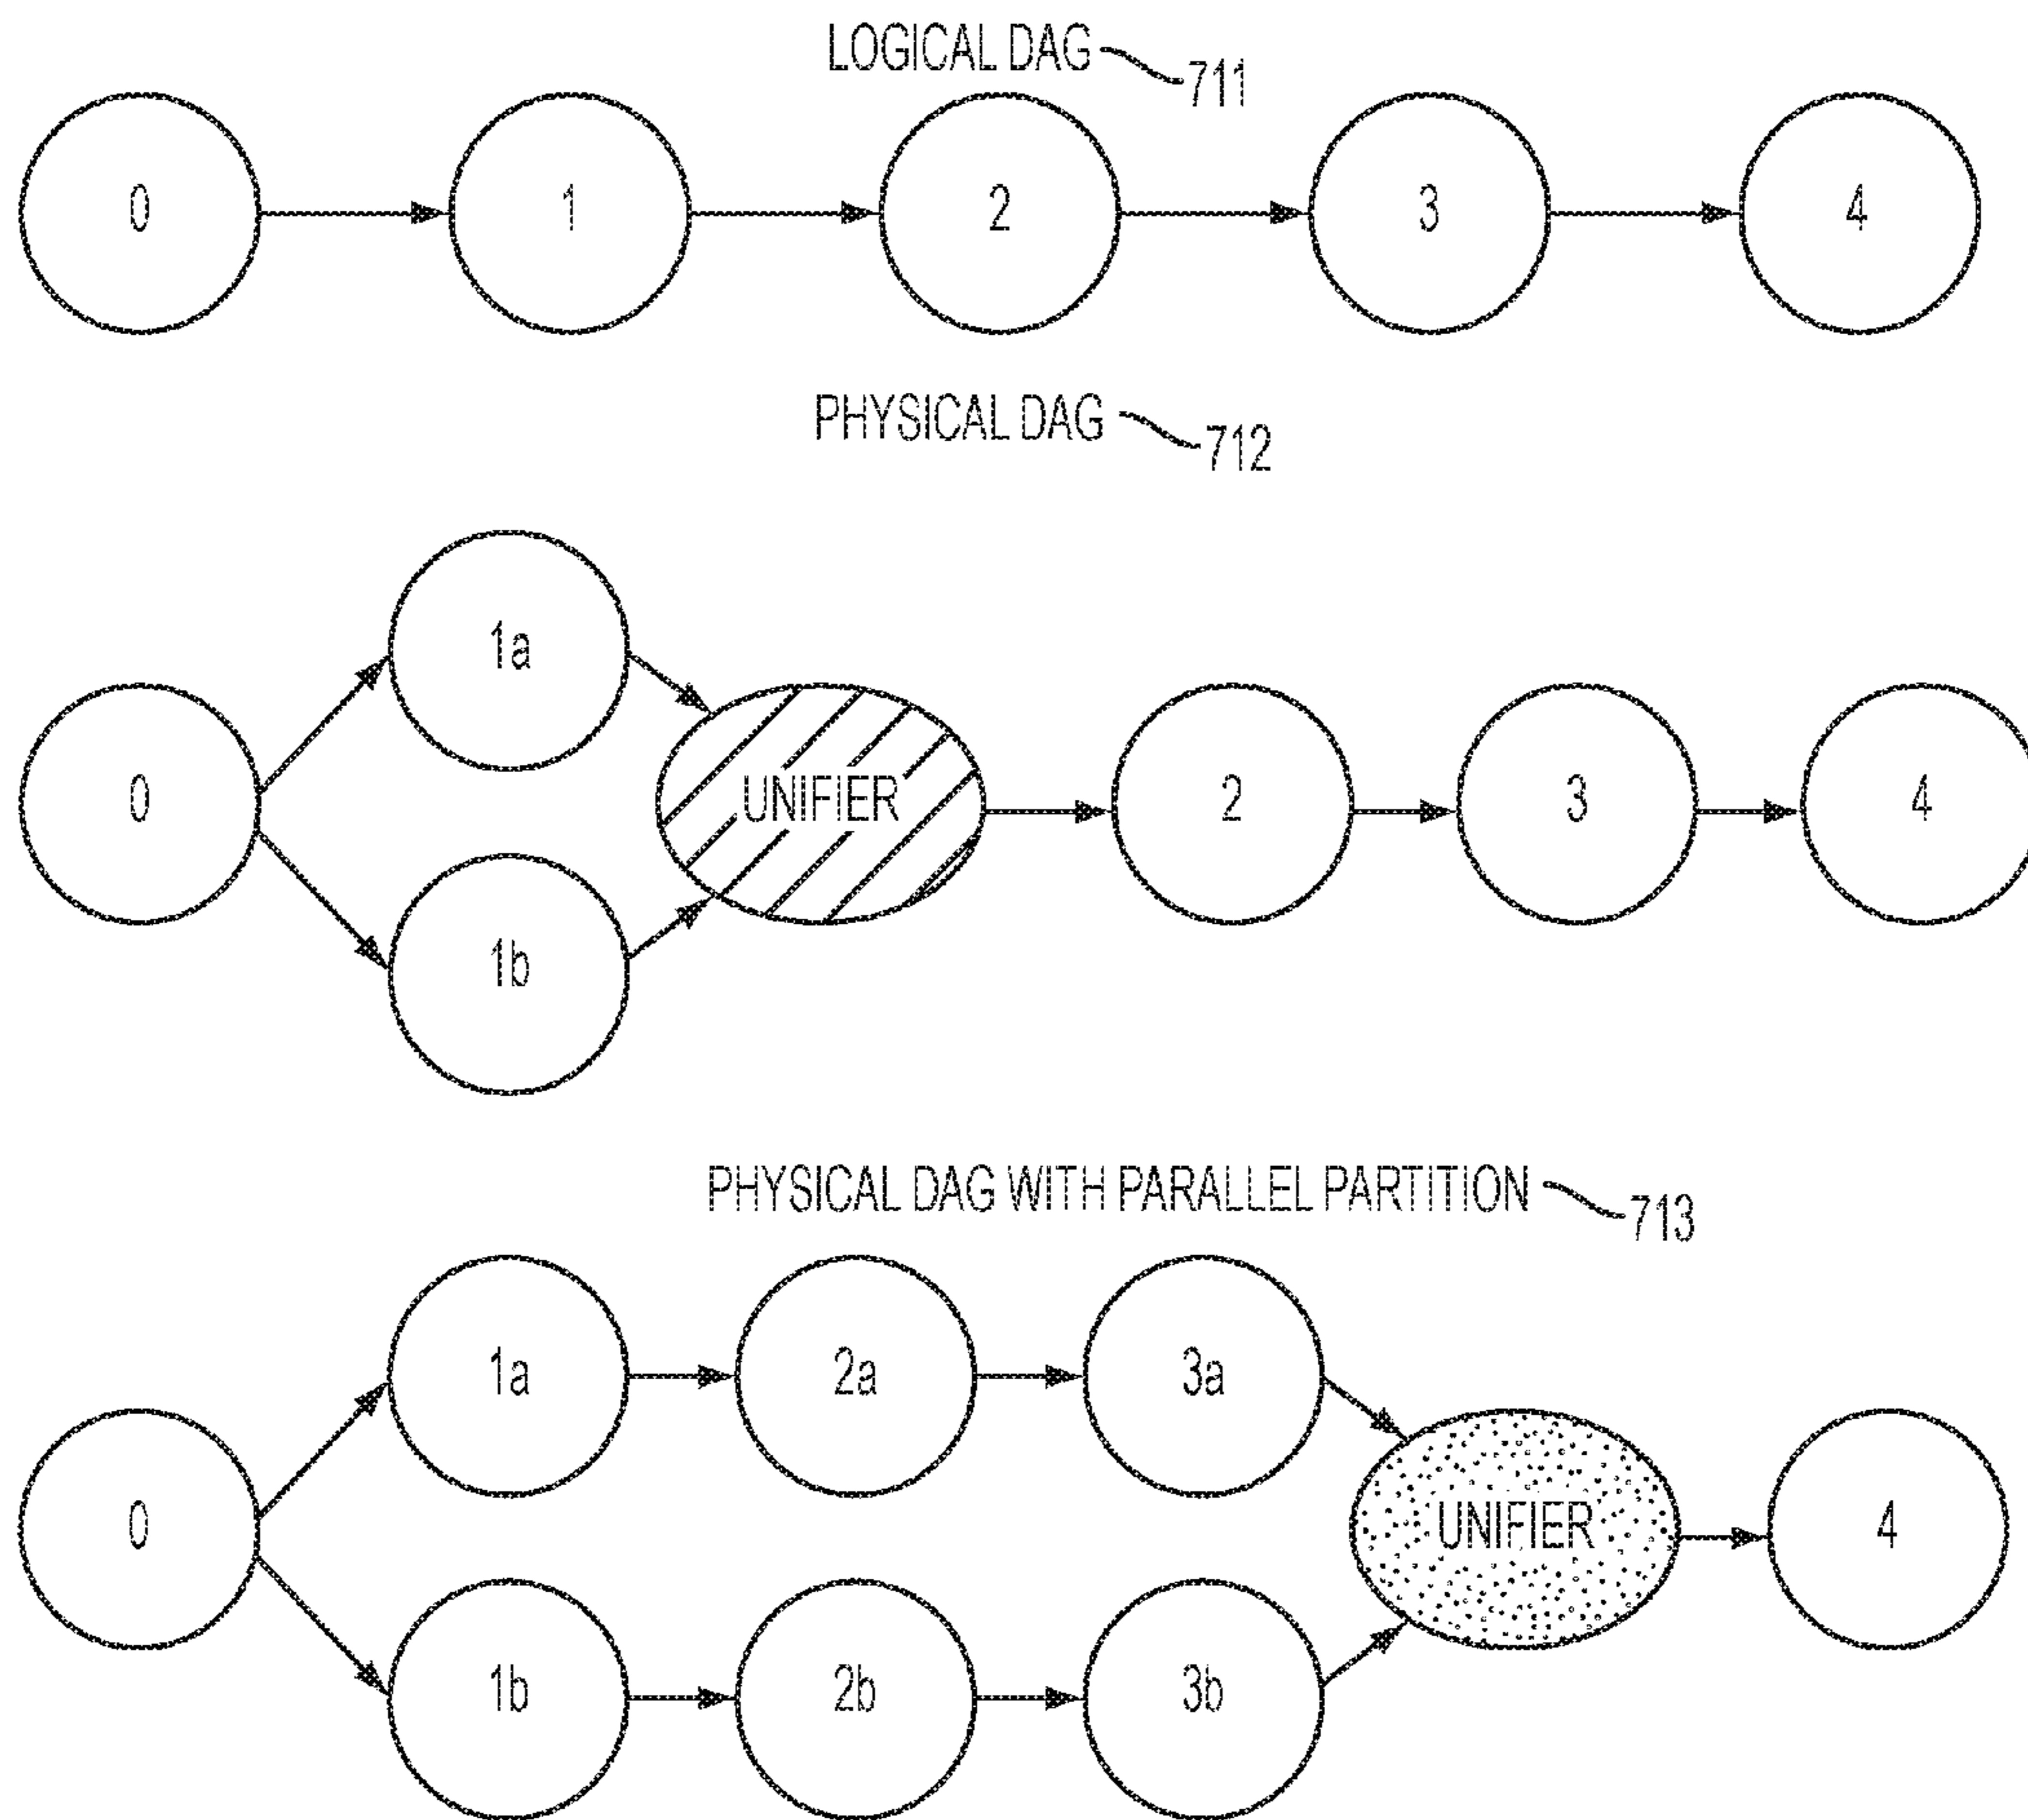 LOGICAL DAG 711
0 1 2 3 4
PHYSICAL DAG 712
1a
0 UNIFIER 2 3 4
1b
PHYSICAL DAG WITH PARALLEL PARTITION 713
1a 2a 3a
0 UNIFIER 4
1b 2b 3b